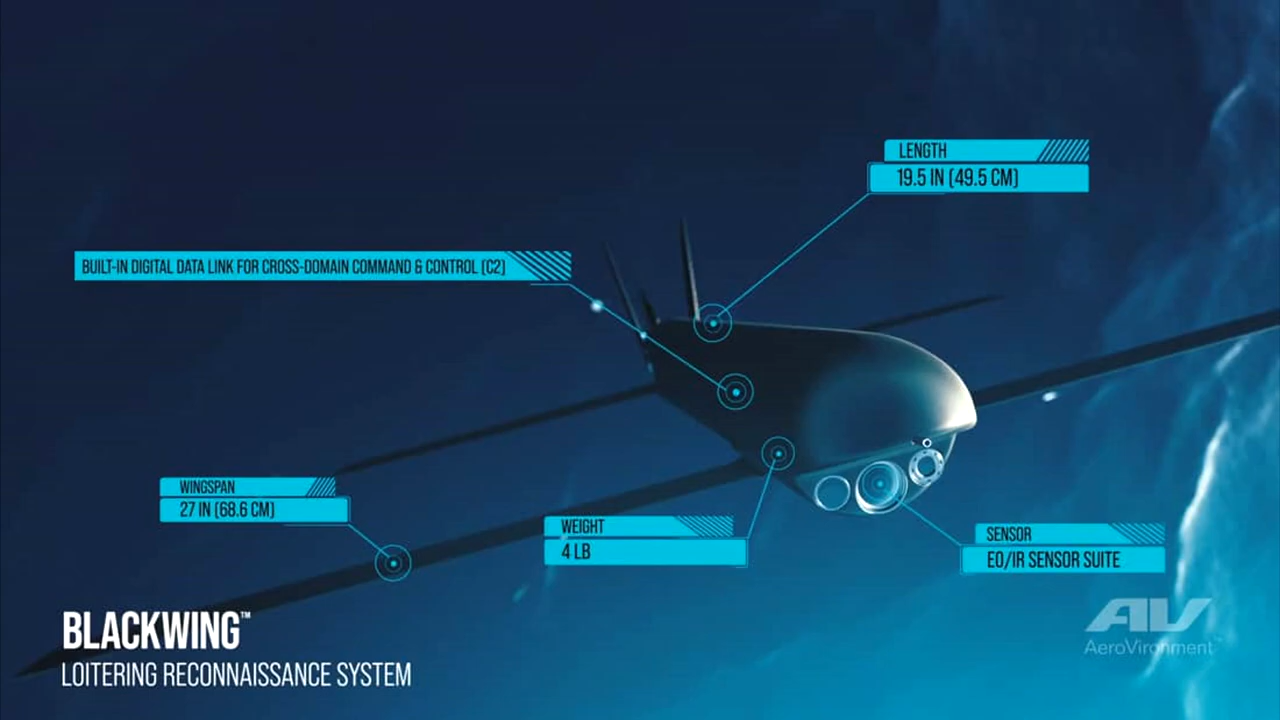 LENGTH
19.5 IN (49.5 CM)
BUILT-IN DIGITAL DATA LINK FOR CROSS-DOMAIN COMMAND & CONTROL (C2)
WINGSPAN
27 IN (68.6 CM)
WEIGHT
4 LB
SENSOR
EO/IR SENSOR SUITE
BLACKWING™
LOITERING RECONNAISSANCE SYSTEM
AV
AeroVironment™